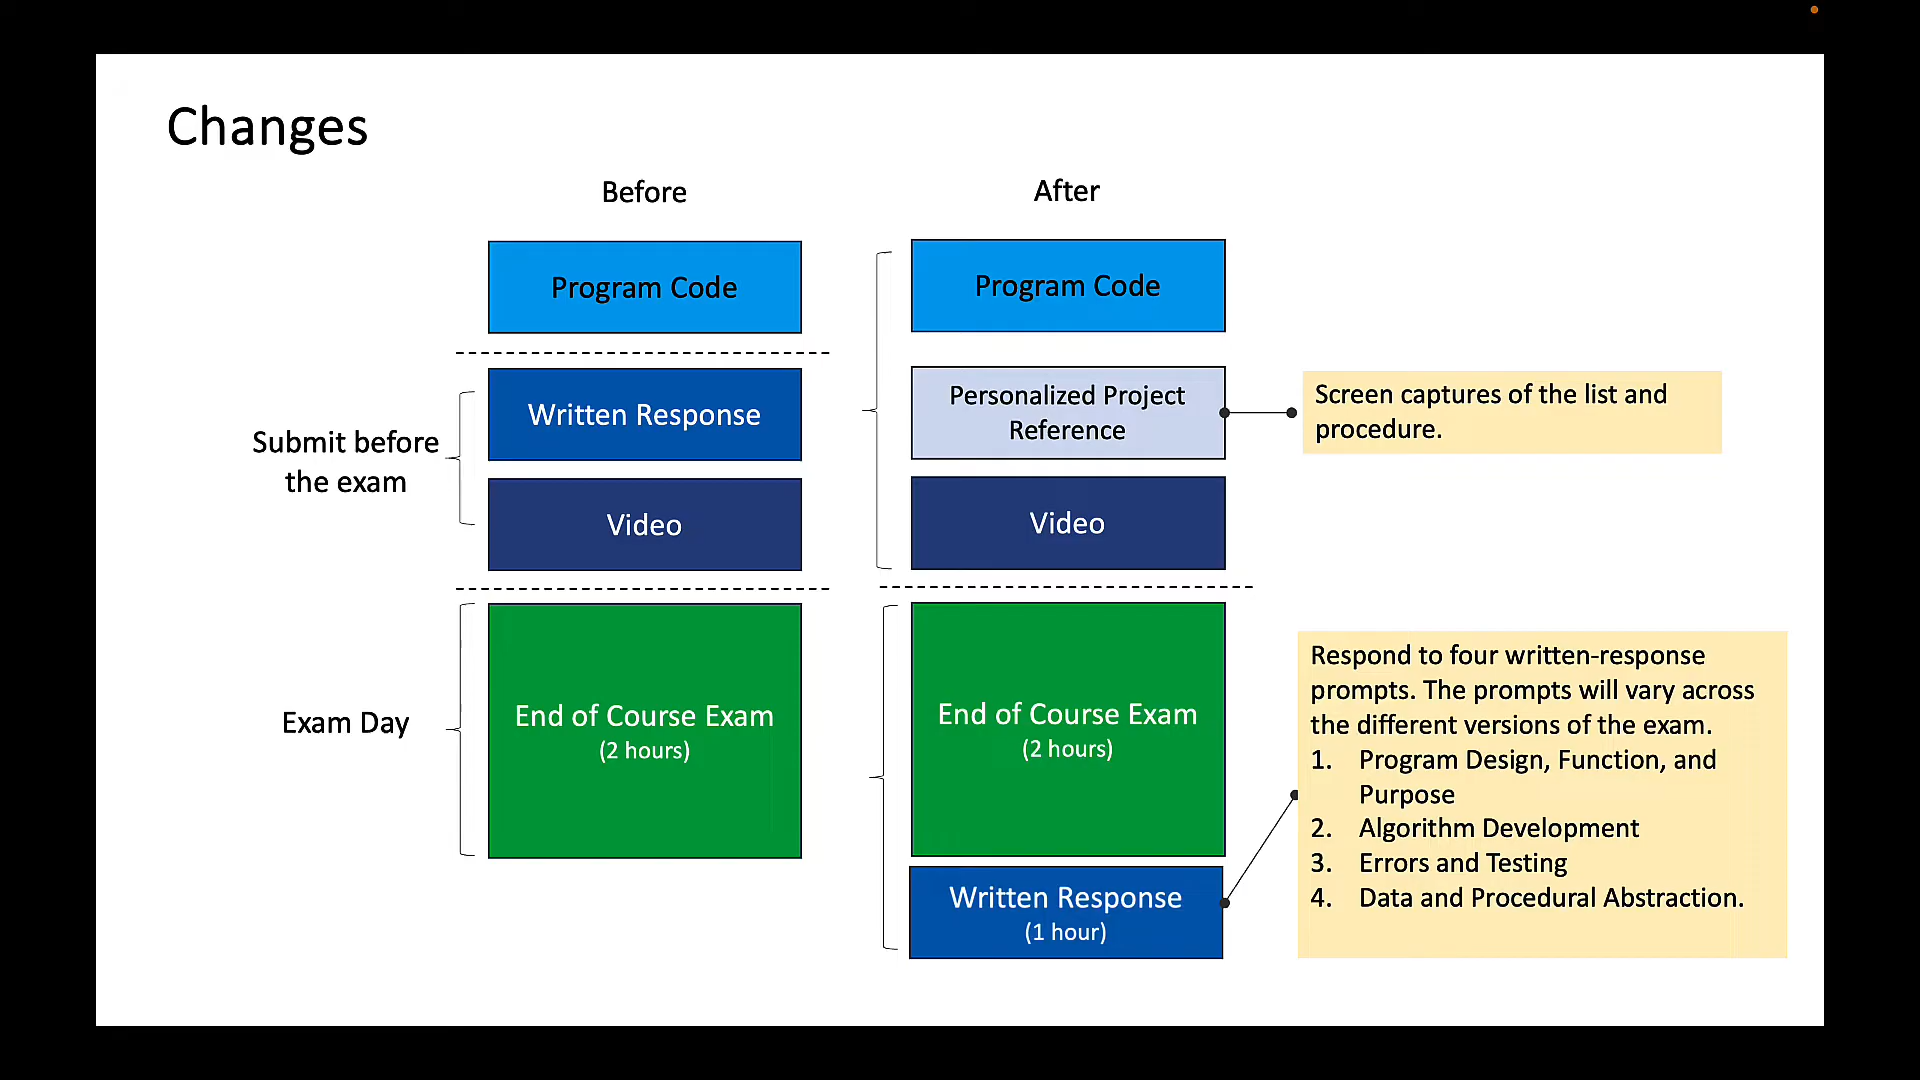 Changes
Before
After
Program Code
Program Code
Submit before
the exam
Written Response
Personalized Project
Reference
Screen captures of the list and
procedure.
Video
Video
Exam Day
End of Course Exam
(2 hours)
End of Course Exam
(2 hours)
Written Response
(1 hour)
Respond to four written-response
prompts. The prompts will vary across
the different versions of the exam.
1. Program Design, Function, and
Purpose
2. Algorithm Development
3. Errors and Testing
4. Data and Procedural Abstraction.